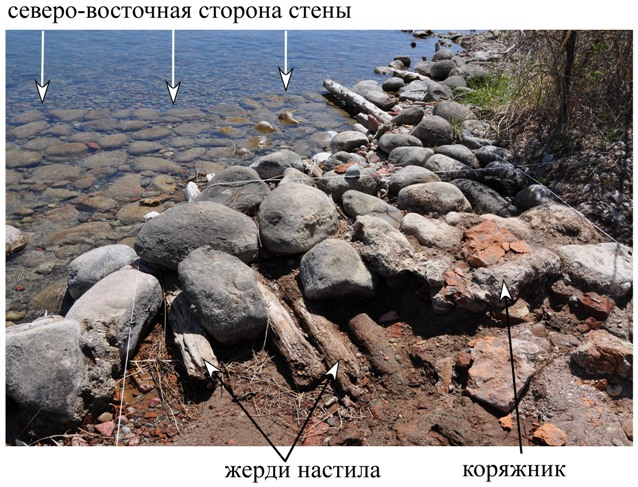 северо-восточная сторона стены
жерди настила
коряжник